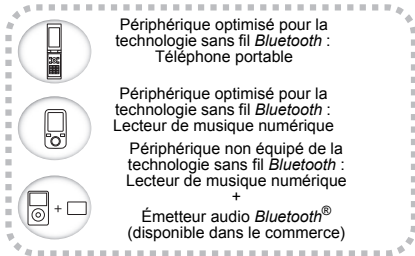 Périphérique optimisé pour la
technologie sans fil Bluetooth :
Téléphone portable
Périphérique optimisé pour la
technologie sans fil Bluetooth :
Lecteur de musique numérique
Périphérique non équipé de la
technologie sans fil Bluetooth :
Lecteur de musique numérique
+
+
Émetteur audio Bluetooth®
(disponible dans le commerce)